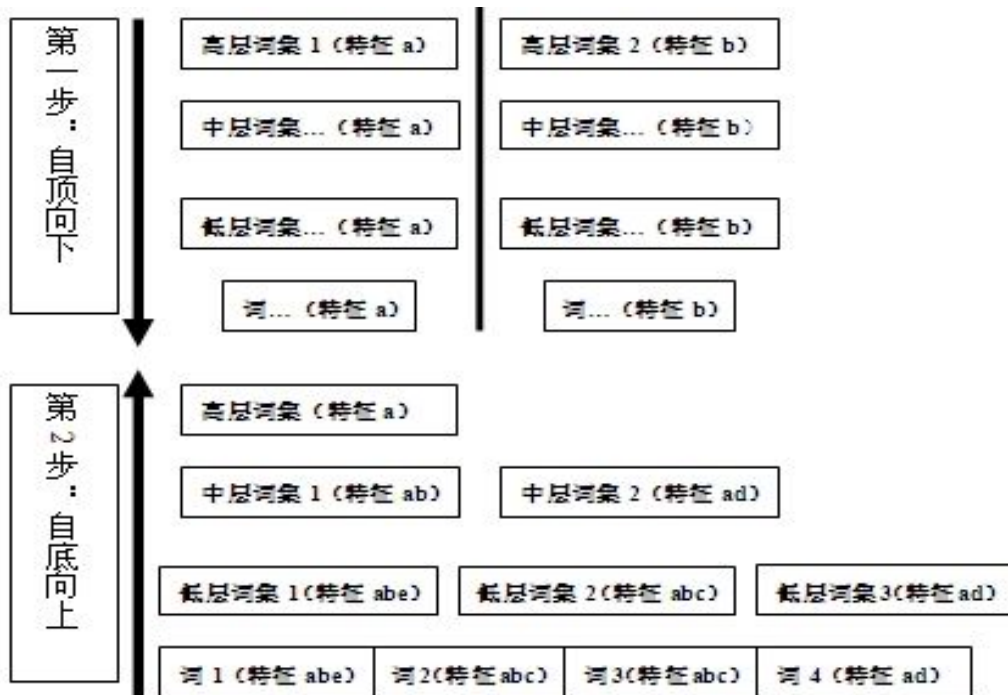 第一步：自顶向下
高层词集 1（特征 a）
高层词集 2（特征 b）
中层词集...（特征 a）
中层词集...（特征 b）
低层词集...（特征 a）
低层词集...（特征 b）
词...（特征 a）
词...（特征 b）
第2步：自底向上
高层词集（特征 a）
中层词集 1（特征 ab）
中层词集 2（特征 ad）
低层词集 1(特征 abe)
低层词集 2(特征 abc)
低层词集3(特征 ad)
词 1（特征 abe）
词2(特征abc)
词3(特征abc)
词 4（特征 ad）